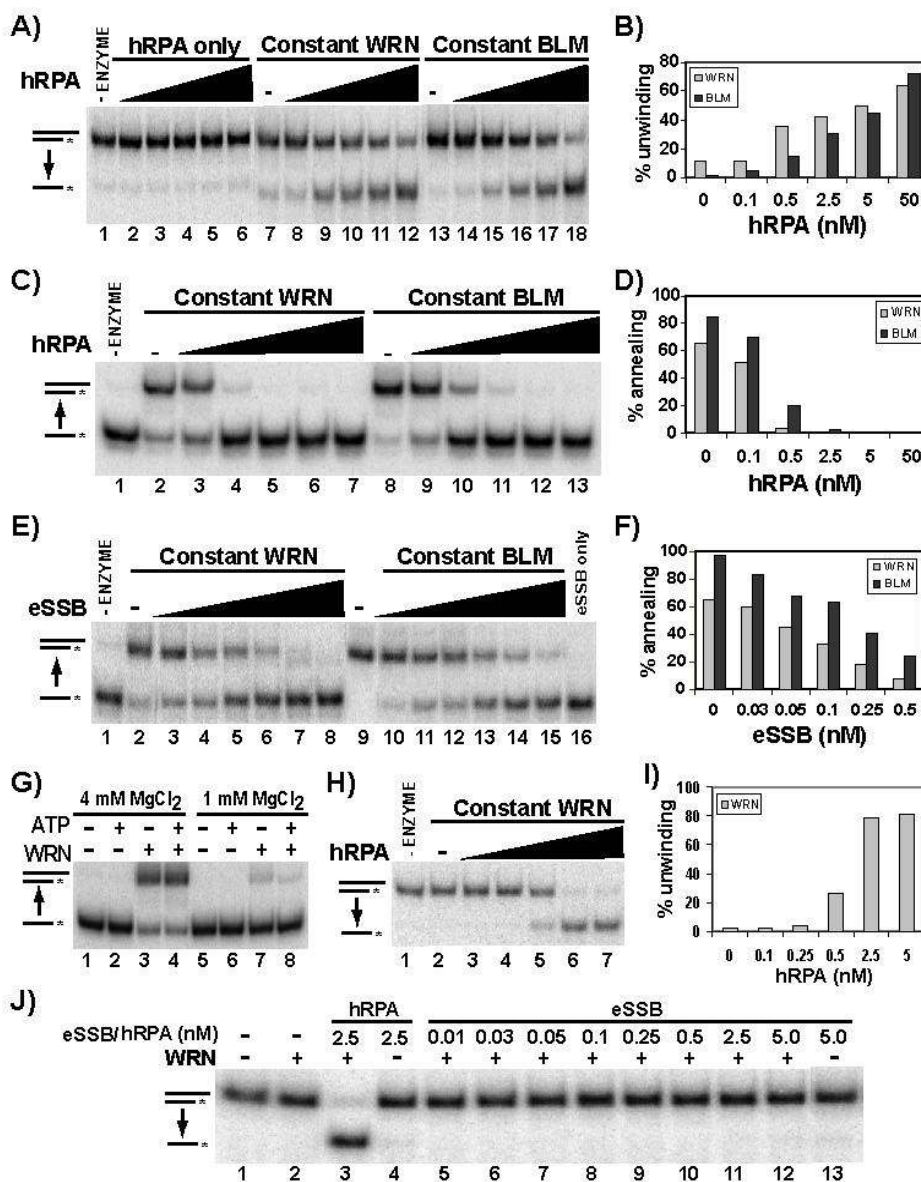 A)
- ENZYME
hRPA only
Constant WRN
Constant BLM
hRPA
-
-
*
*
1 2 3 4 5 6 7 8 9 10 11 12 13 14 15 16 17 18
B)
% unwinding
80
60
40
20
0
WRN
BLM
0 0.1 0.5 2.5 5 50
hRPA (nM)
C)
- ENZYME
Constant WRN
Constant BLM
hRPA
-
-
*
*
1 2 3 4 5 6 7 8 9 10 11 12 13
D)
% annealing
100
80
60
40
20
0
WRN
BLM
0 0.1 0.5 2.5 5 50
hRPA (nM)
E)
- ENZYME
Constant WRN
Constant BLM
eSSB only
eSSB
-
-
*
*
1 2 3 4 5 6 7 8 9 10 11 12 13 14 15 16
F)
% annealing
100
80
60
40
20
0
WRN
BLM
0 0.03 0.05 0.1 0.25 0.5
eSSB (nM)
G)
4 mM MgCl2 1 mM MgCl2
ATP - + - + - + - +
WRN - - + + - - + +
*
*
1 2 3 4 5 6 7 8
H)
- ENZYME
Constant WRN
hRPA
-
*
*
1 2 3 4 5 6 7
I)
% unwinding
100
80
60
40
20
0
WRN
0 0.1 0.25 0.5 2.5 5
hRPA (nM)
J)
hRPA eSSB
eSSB/hRPA (nM) - - 2.5 2.5 0.01 0.03 0.05 0.1 0.25 0.5 2.5 5.0 5.0
WRN - + + - + + + + + + + + -
*
*
1 2 3 4 5 6 7 8 9 10 11 12 13